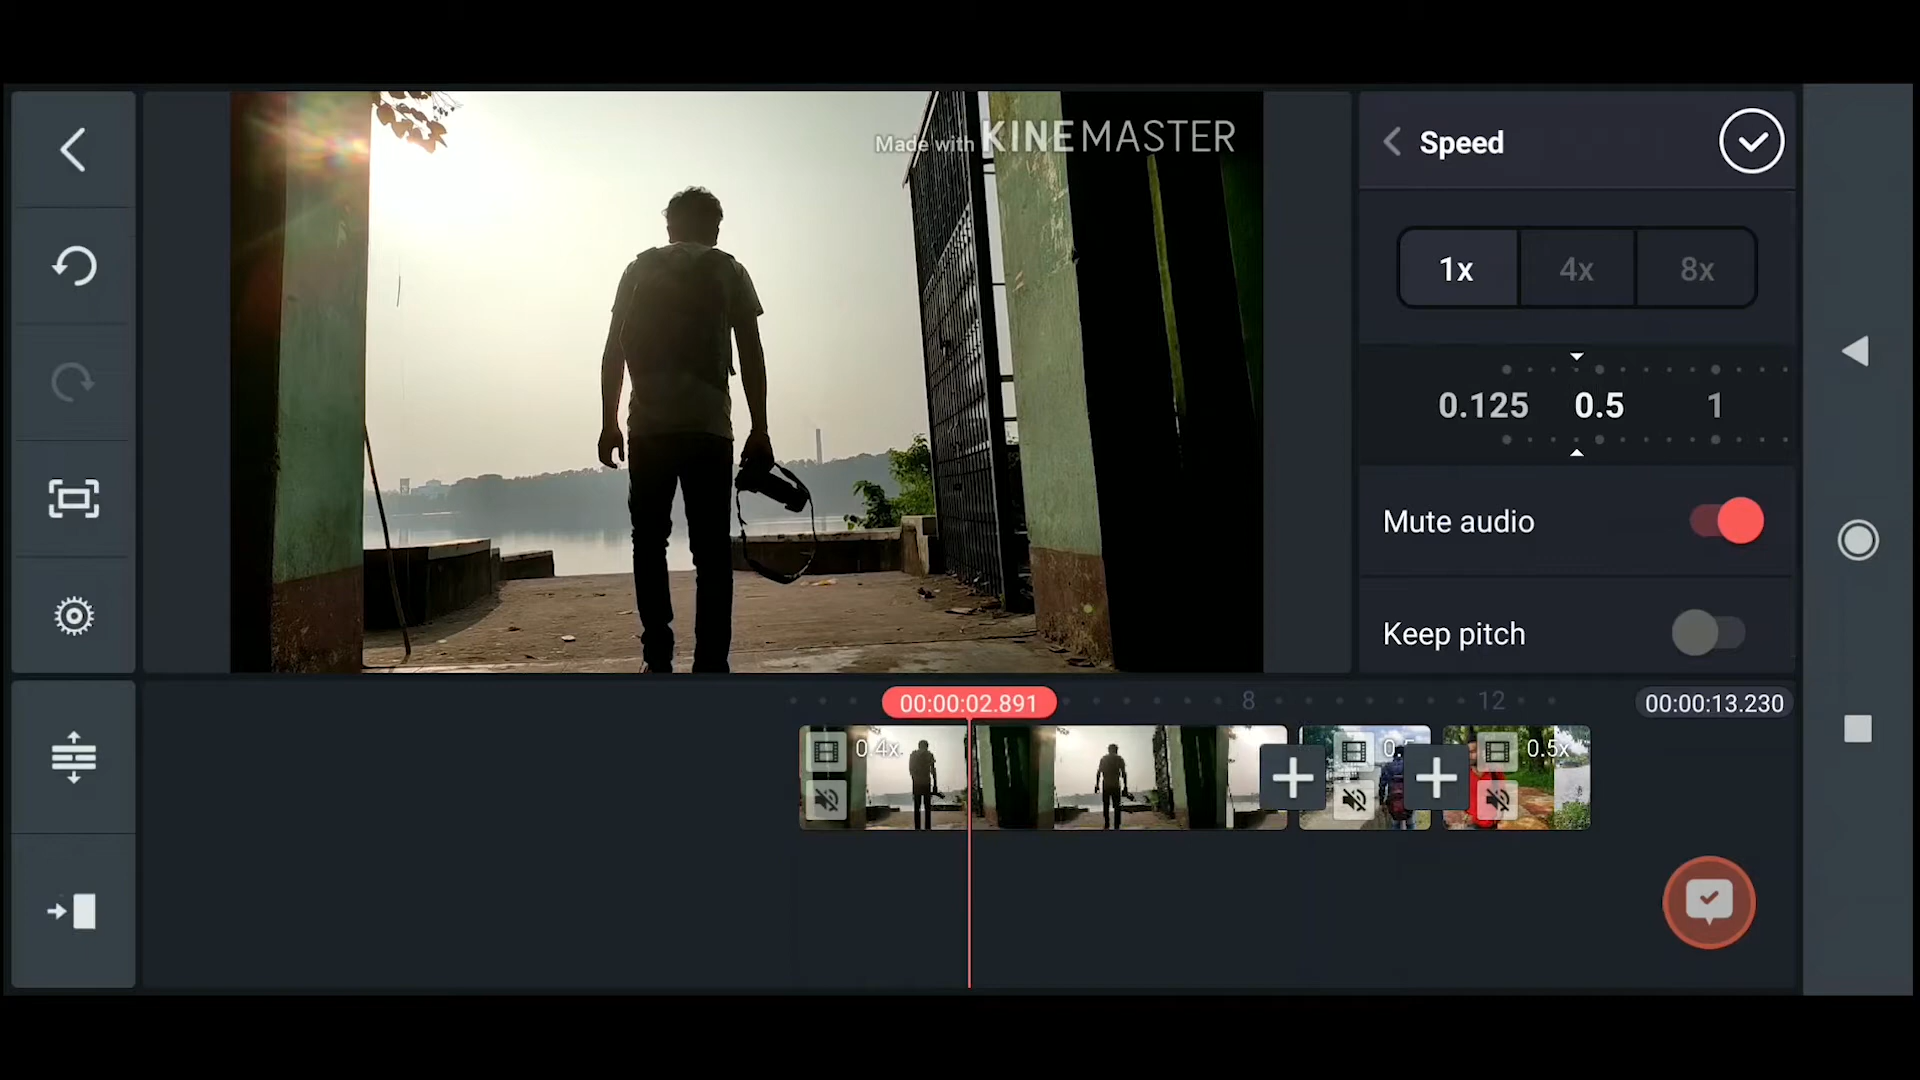 Made with KINEMASTER
Speed
1x 4x 8x
0.125 0.5 1
Mute audio
Keep pitch
00:00:02.891 8 12 00:00:13.230
0.4x 0.5x